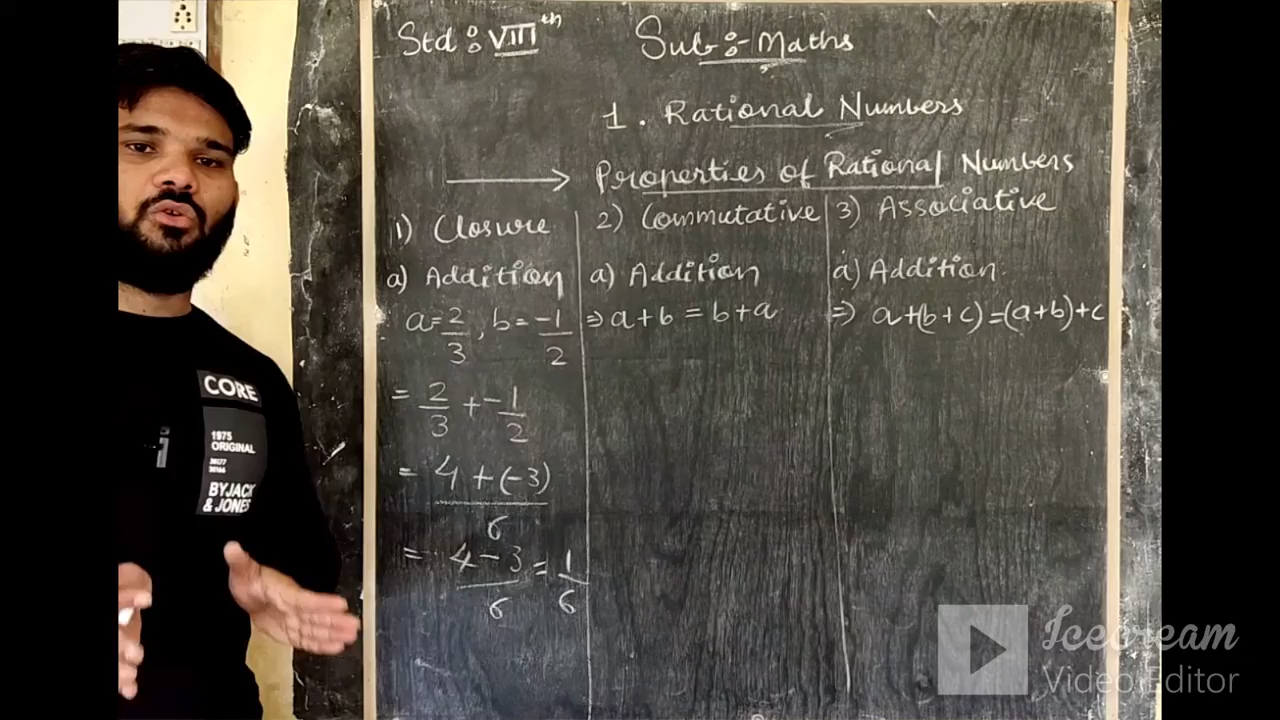 Std : VIIIth
Sub :- Maths
1. Rational Numbers
→ Properties of Rational Numbers
1) Closure
a) Addition
a = 2/3, b = -1/2
= 2/3 + -1/2
= 4 + (-3)/6
= 4 - 3/6 = 1/6
2) Commutative
a) Addition
⇒ a + b = b + a
3) Associative
a) Addition
⇒ a + (b + c) = (a + b) + c
CORE
1975
ORIGINAL
BY JACK
& JONES
Icecream
Video Editor